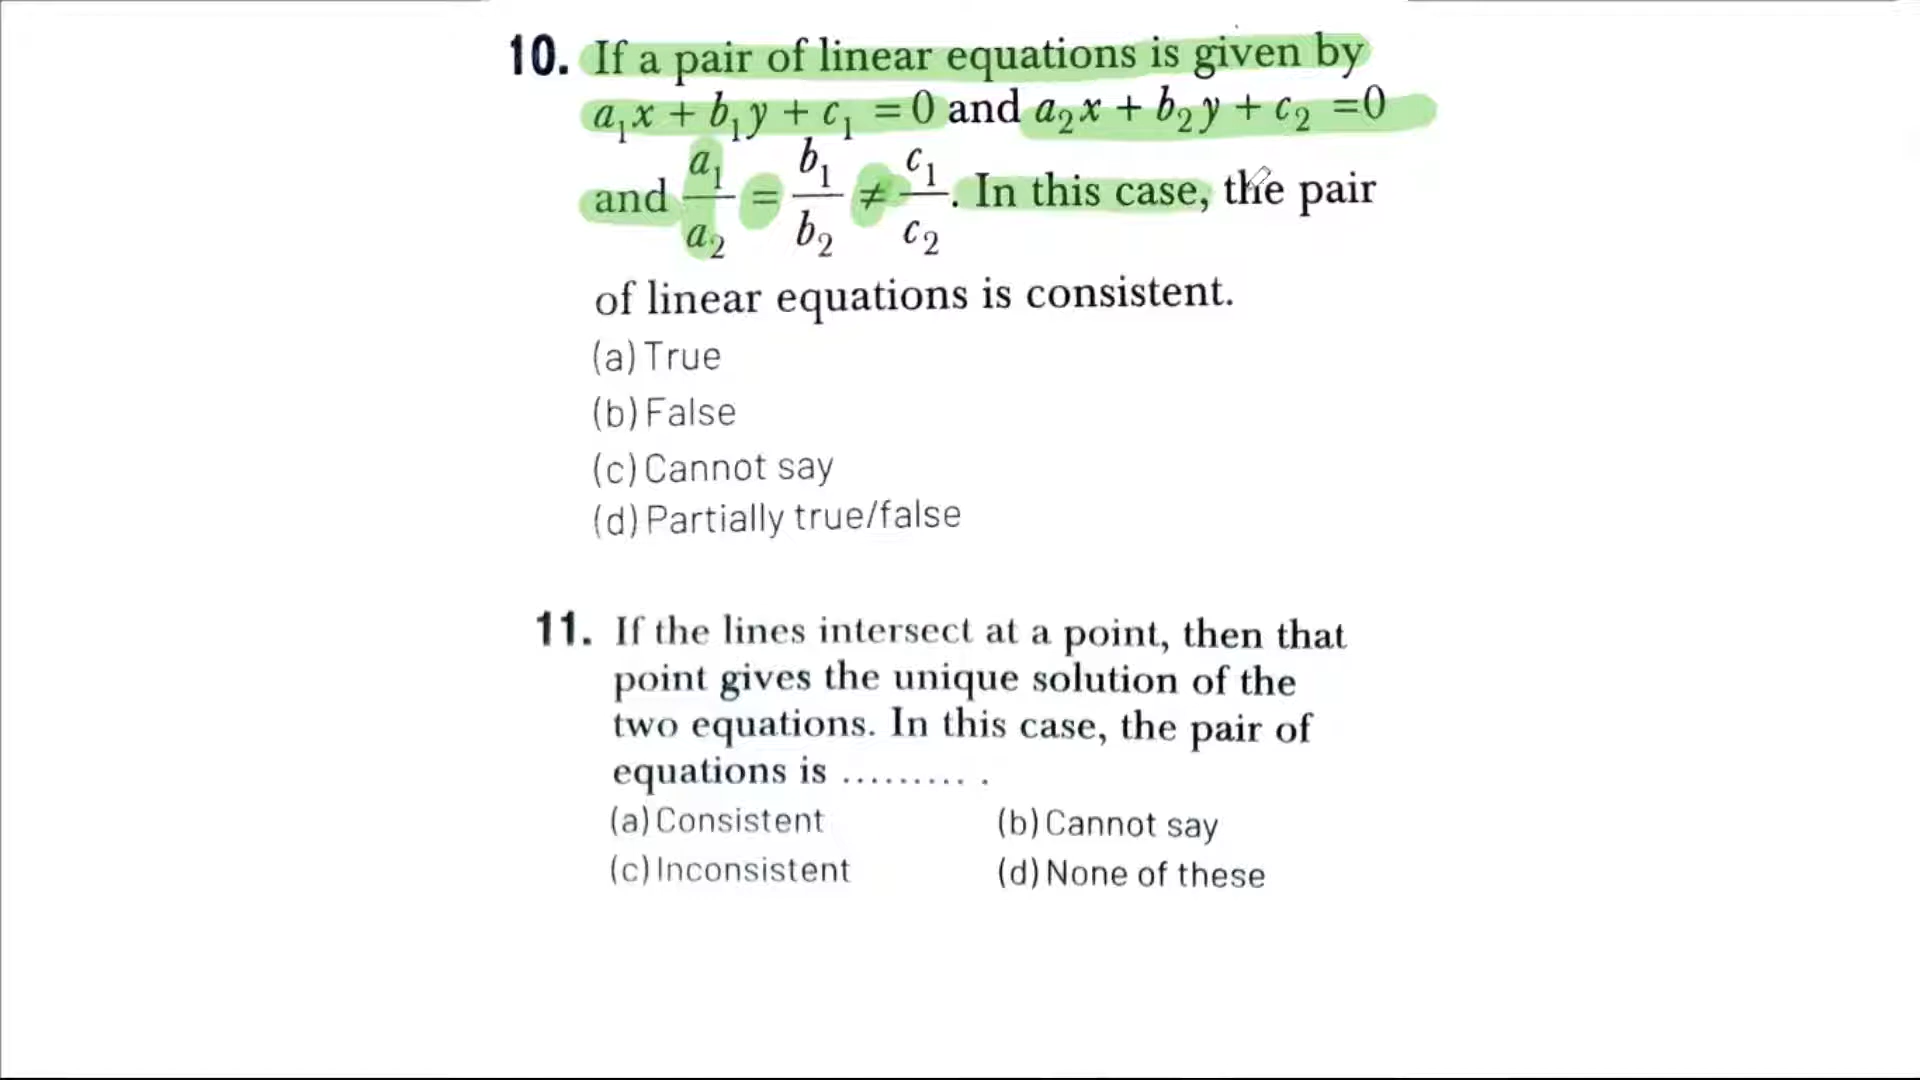 10. If a pair of linear equations is given by
a₁x + b₁y + c₁ = 0 and a₂x + b₂y + c₂ =0
and a₁/a₂ = b₁/b₂ ≠ c₁/c₂. In this case, the pair
of linear equations is consistent.
(a) True
(b) False
(c) Cannot say
(d) Partially true/false
11. If the lines intersect at a point, then that
point gives the unique solution of the
two equations. In this case, the pair of
equations is ......... .
(a) Consistent (b) Cannot say
(c) Inconsistent (d) None of these